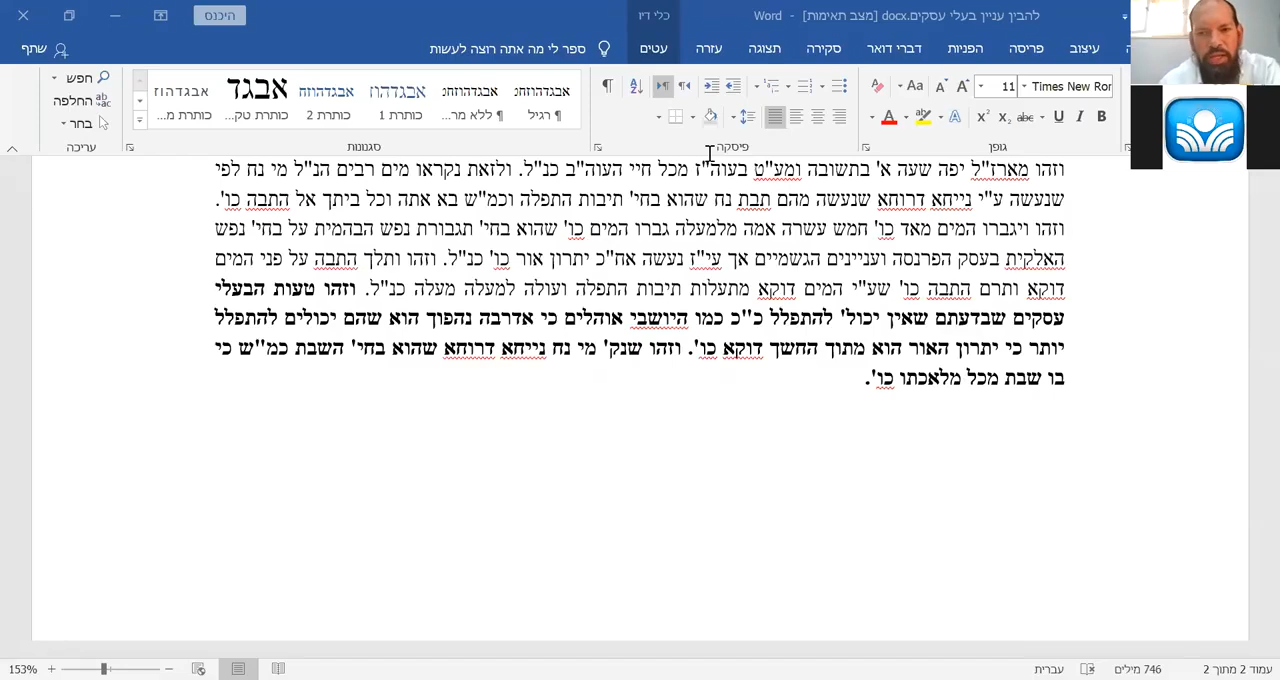 היכנס
כלי דיו
להבין עניין בעלי עסקים.docx [מצב תאימות] - Word
שתף
ספר לי מה אתה רוצה לעשות
עטים
עזרה
תצוגה
סקירה
דברי דואר
הפניות
פריסה
עיצוב
חפש
החלפה
אבגדהוזו
כותרת מ...
אבגד
כותרת טק...
אבגדהוזו
כותרת 2
אבגדהוז
כותרת 1
אבגדהוזח
¶ ללא מר...
אבגדהוזח
¶ רגיל
Times New Ror
11
Aa
abc
עריכה
סגנונות
פיסקה
גופן
וזהו מארז"ל יפה שעה א' בתשובה ומע"ט בעוה"ז מכל חיי העוה"ב כנ"ל. ולזאת נקראו מים רבים הנ"ל מי נח לפי
שנעשה ע"י נייחא דרוחא שנעשה מהם תבת נח שהוא בחי' תיבות התפלה וכמ"ש בא אתה וכל ביתך אל התבה כו'.
וזהו ויגברו המים מאד כו' חמש עשרה אמה מלמעלה גברו המים כו' שהוא בחי' תגבורת נפש הבהמית על בחי' נפש
האלקית בעסק הפרנסה ועניינים הגשמיים אך עי"ז נעשה אח"כ יתרון אור כו' כנ"ל. וזהו ותלך התבה על פני המים
דוקא ותרם התבה כו' שע"י המים דוקא מתעלות תיבות התפלה ועולה למעלה מעלה כנ"ל. וזהו טעות הבעלי
עסקים שבדעתם שאין יכול' להתפלל כ"כ כמו היושבי אוהלים כי אדרבה נהפוך הוא שהם יכולים להתפלל
יותר כי יתרון האור הוא מתוך החשך דוקא כו'. וזהו שנק' מי נח נייחא דרוחא שהוא בחי' השבת כמ"ש כי
בו שבת מכל מלאכתו כו'.
153%
עברית
746 מילים
עמוד 2 מתוך 2